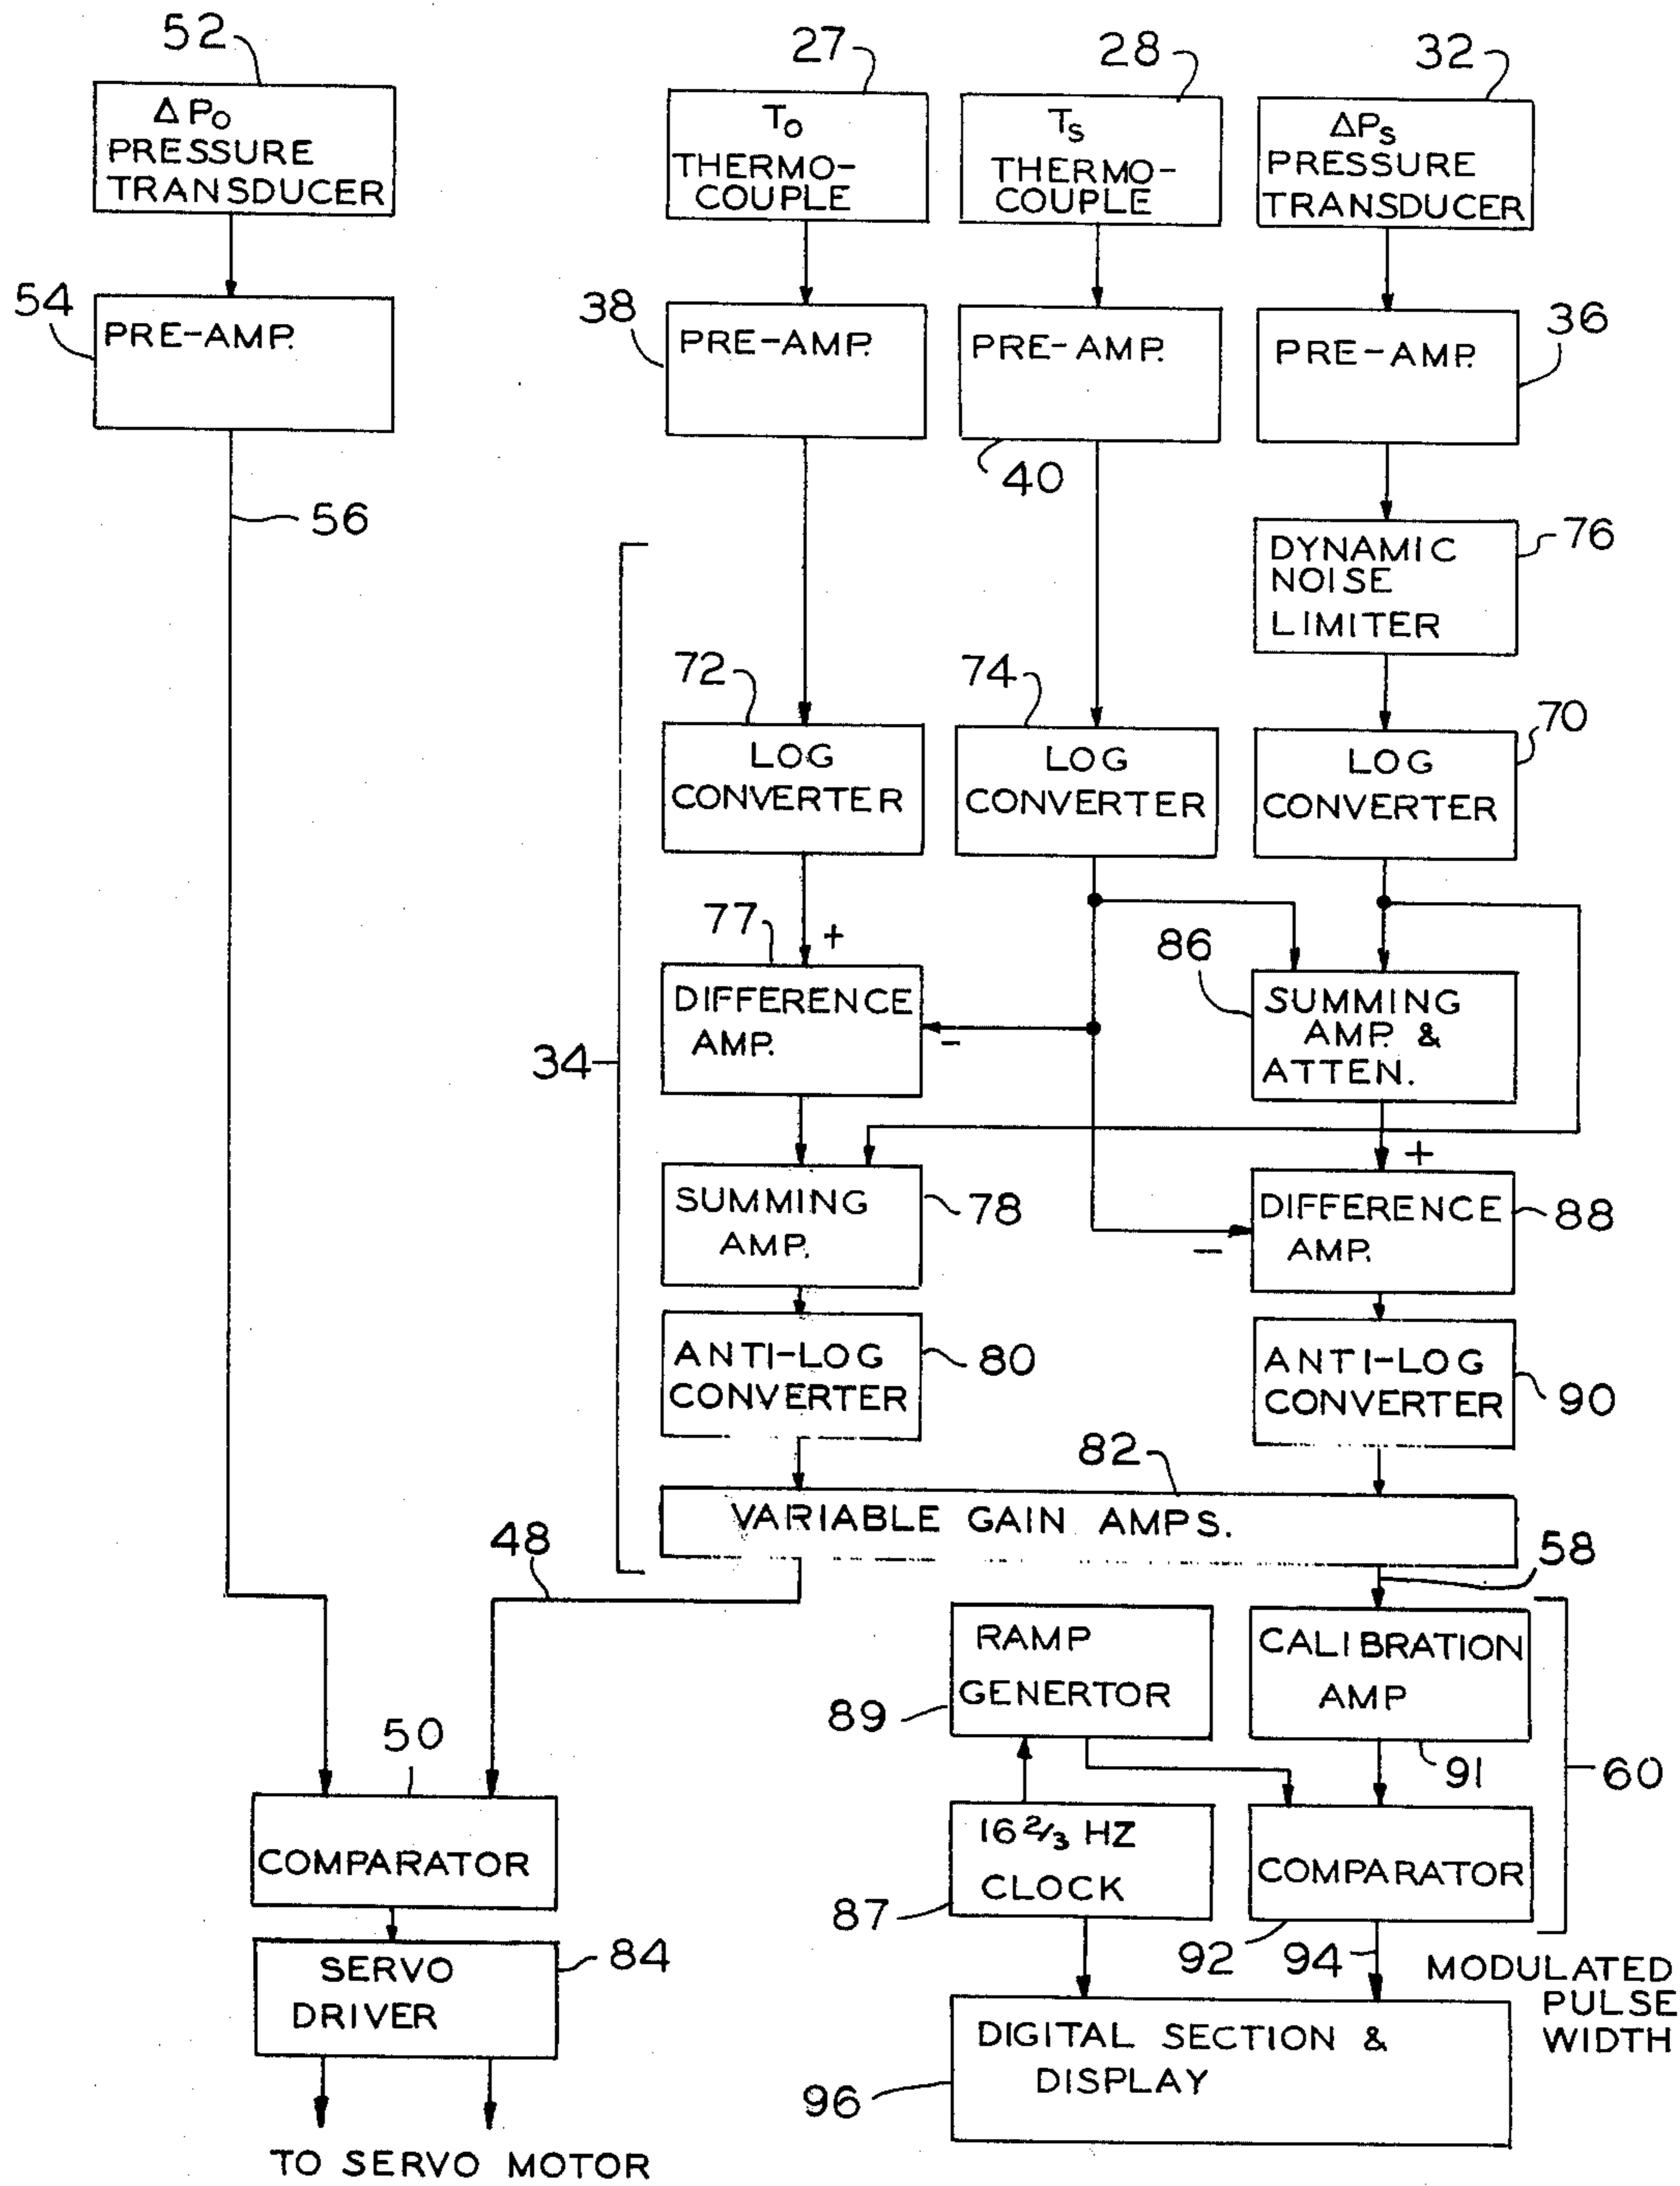 52
27
28
32
ΔPO
PRESSURE
TRANSDUCER
TO
THERMO-
COUPLE
TS
THERMO-
COUPLE
ΔPS
PRESSURE
TRANSDUCER
54
PRE-AMP.
38
PRE-AMP.
PRE-AMP.
40
PRE-AMP.
36
56
DYNAMIC
NOISE
LIMITER
76
72
LOG
CONVERTER
74
LOG
CONVERTER
70
LOG
CONVERTER
34
77
+
DIFFERENCE
AMP.
-
86
SUMMING
AMP. &
ATTEN.
+
SUMMING
AMP.
78
-
DIFFERENCE
AMP.
88
ANTI-LOG
CONVERTER
80
ANTI-LOG
CONVERTER
90
82
VARIABLE GAIN AMPS.
48
58
RAMP
GENERTOR
89
CALIBRATION
AMP
91
60
50
COMPARATOR
16 2/3 HZ
CLOCK
87
COMPARATOR
92
94
MODULATED
PULSE
WIDTH
SERVO
DRIVER
84
DIGITAL SECTION &
DISPLAY
96
TO SERVO MOTOR